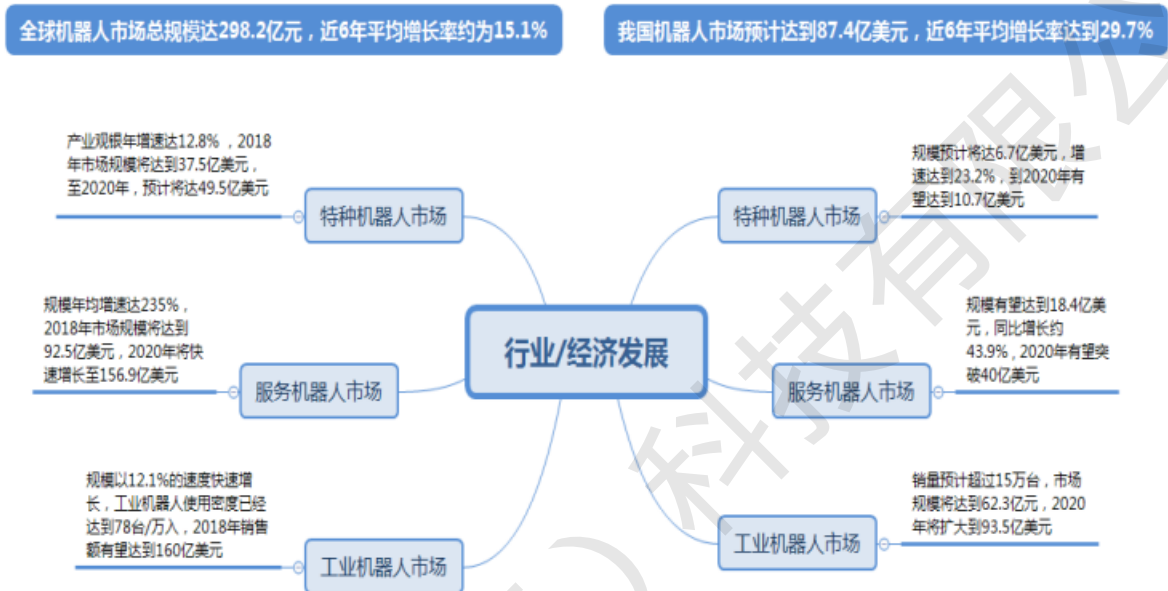 全球机器人市场总规模达298.2亿元，近6年平均增长率约为15.1%
我国机器人市场预计达到87.4亿美元，近6年平均增长率达到29.7%
产业观根年增速达12.8% ，2018
年市场规模将达到37.5亿美元，
至2020年，预计将达49.5亿美元
特种机器人市场
规模年均增速达235%，
2018年市场规模将达到
92.5亿美元，2020年将快
速增长至156.9亿美元
服务机器人市场
规模以12.1%的速度快速增
长，工业机器人使用密度已经
达到78台/万入，2018年销售
额有望达到160亿美元
工业机器人市场
行业/经济发展
规模预计将达6.7亿美元，增
速达到23.2%，到2020年有
望达到10.7亿美元
特种机器人市场
规模有望达到18.4亿美
元，同比增长约
43.9%，2020年有望突
破40亿美元
服务机器人市场
销量预计超过15万台，市场
规模将达到62.3亿元，2020
年将扩大到93.5亿美元
工业机器人市场
）科技有限公